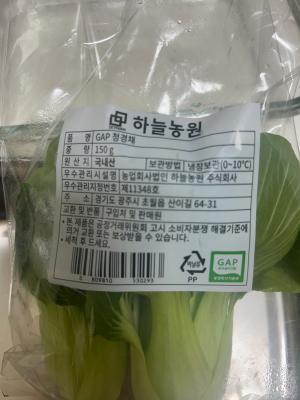 하늘농원
품 명 GAP 청경채
중 량 150 g
원 산 지 국내산 보관방법 냉장보관(0~10℃)
우수관리시설명 농업회사법인 하늘농원 주식회사
우수관리지정번호 제11348호
주 소 경기도 광주시 초월읍 산이길 64-31
교환 및 반품 구입처 및 판매원
• 본 제품은 공정거래위원회 고시 소비자분쟁 해결기준에
의거 교환 또는 보상받을 수 있습니다.
• 세척 후 드세요.
비닐류
PP
GAP